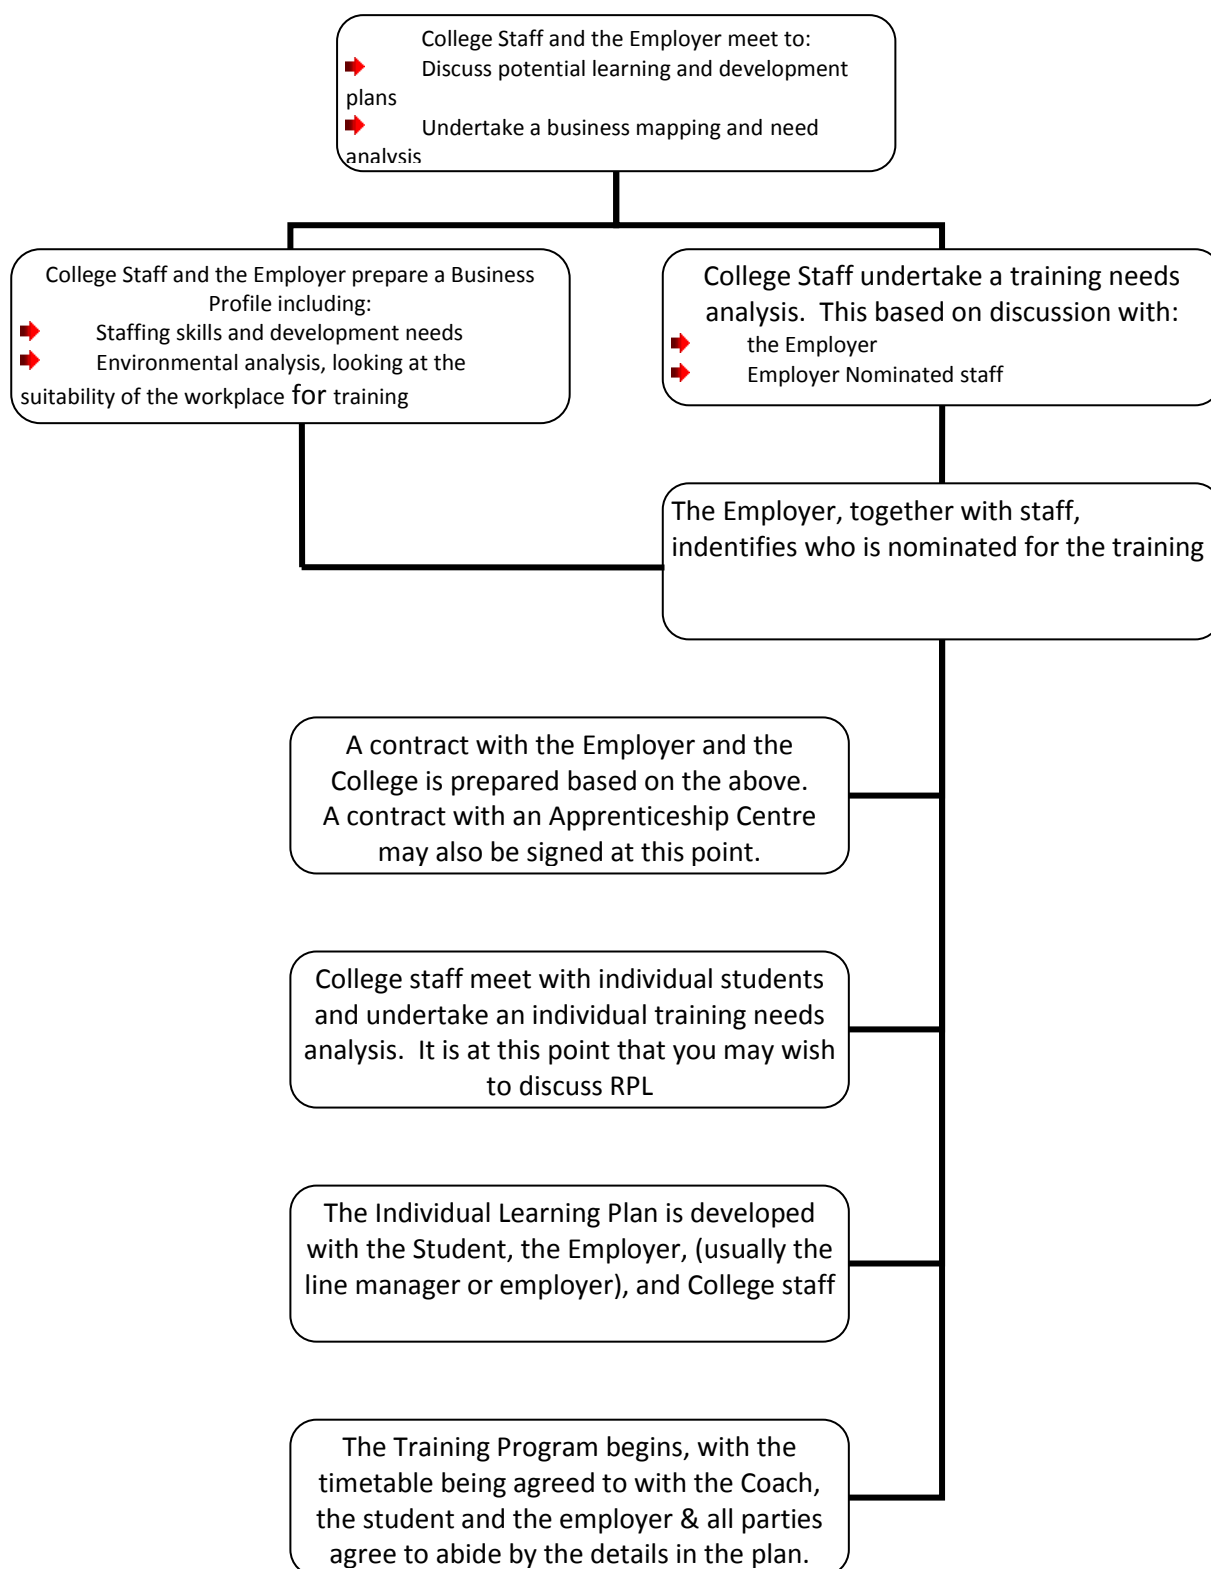 College Staff and the Employer meet to:
Discuss potential learning and development
plans
Undertake a business mapping and need
analysis
College Staff and the Employer prepare a Business
Profile including:
Staffing skills and development needs
Environmental analysis, looking at the
suitability of the workplace for training
College Staff undertake a training needs
analysis.  This based on discussion with:
the Employer
Employer Nominated staff
The Employer, together with staff,
indentifies who is nominated for the training
A contract with the Employer and the
College is prepared based on the above.
A contract with an Apprenticeship Centre
may also be signed at this point.
College staff meet with individual students
and undertake an individual training needs
analysis.  It is at this point that you may wish
to discuss RPL
The Individual Learning Plan is developed
with the Student, the Employer, (usually the
line manager or employer), and College staff
The Training Program begins, with the
timetable being agreed to with the Coach,
the student and the employer & all parties
agree to abide by the details in the plan.